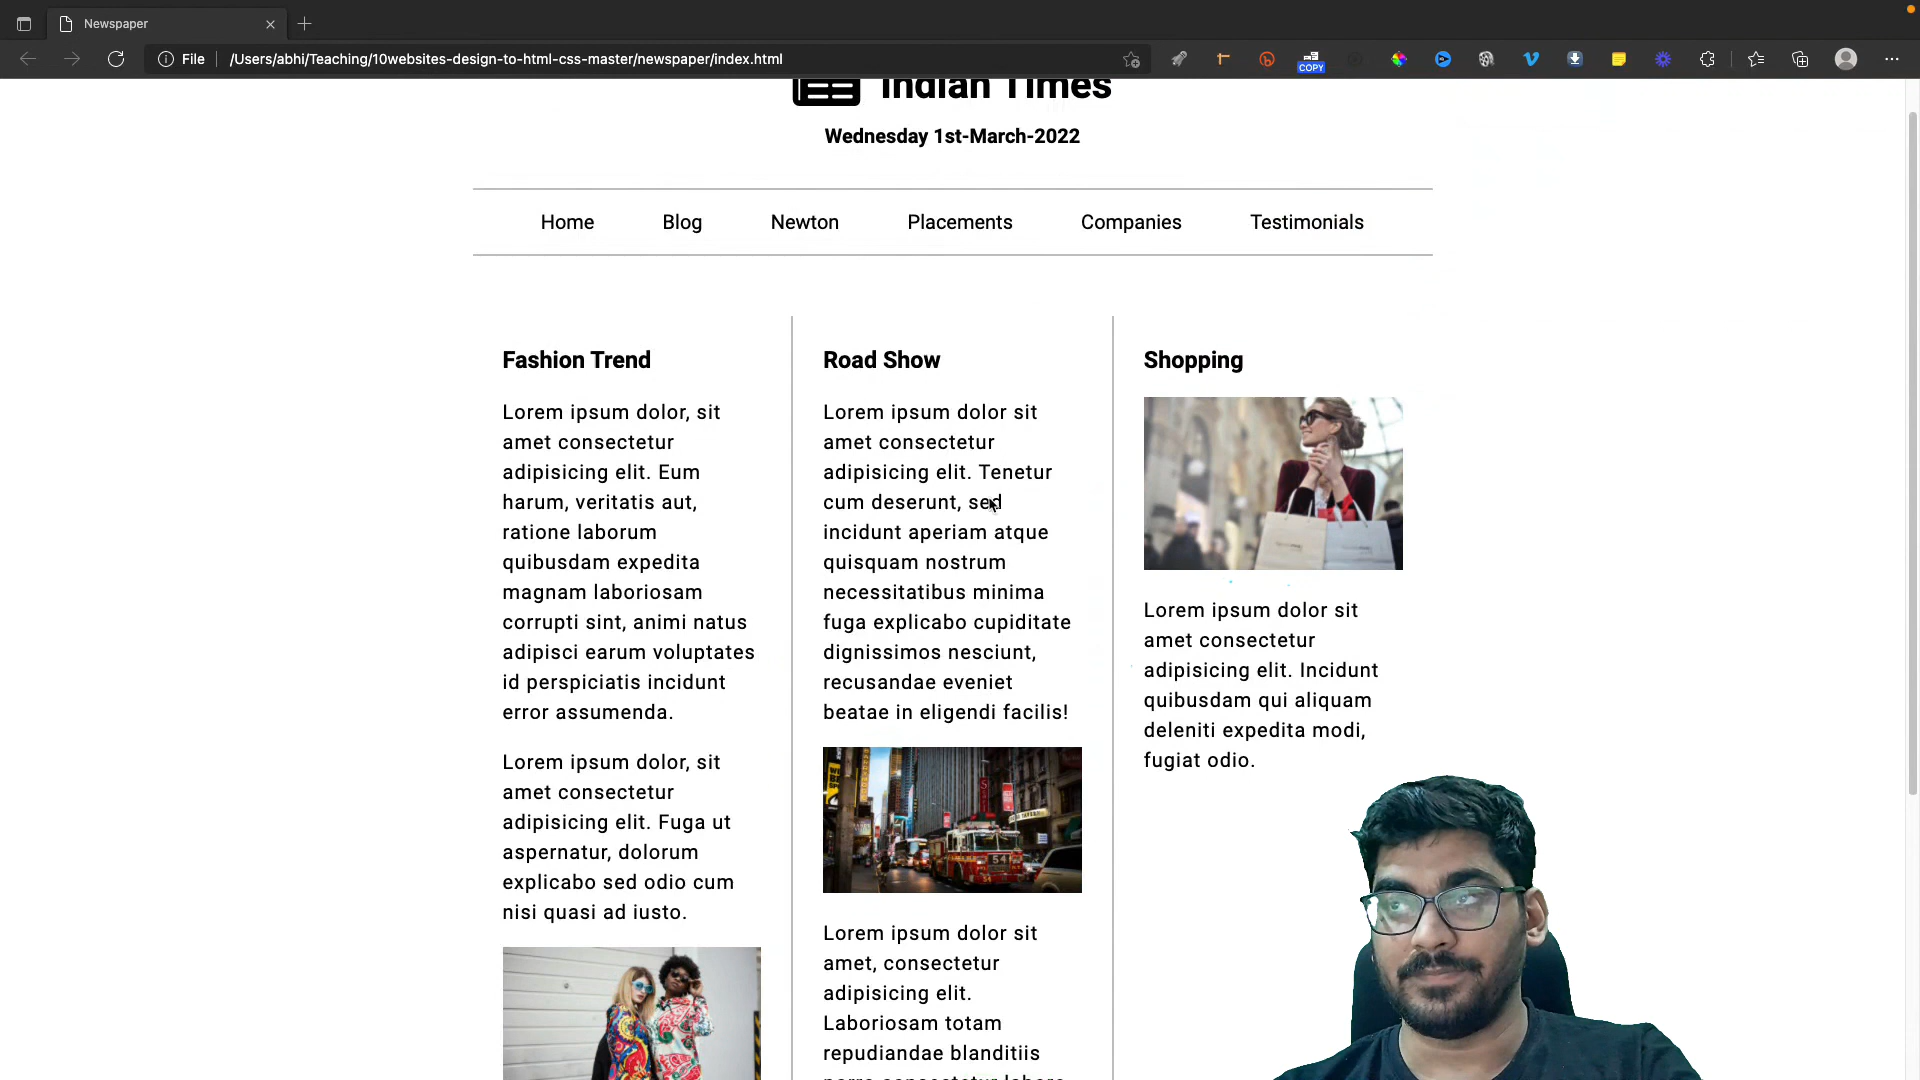 Newspaper
File
/Users/abhi/Teaching/10websites-design-to-html-css-master/newspaper/index.html
COPY
Indian Times
Wednesday 1st-March-2022
Home
Blog
Newton
Placements
Companies
Testimonials
Fashion Trend
Lorem ipsum dolor, sit
amet consectetur
adipisicing elit. Eum
harum, veritatis aut,
ratione laborum
quibusdam expedita
magnam laboriosam
corrupti sint, animi natus
adipisci earum voluptates
id perspiciatis incidunt
error assumenda.
Lorem ipsum dolor, sit
amet consectetur
adipisicing elit. Fuga ut
aspernatur, dolorum
explicabo sed odio cum
nisi quasi ad iusto.
Road Show
Lorem ipsum dolor sit
amet consectetur
adipisicing elit. Tenetur
cum deserunt, sed
incidunt aperiam atque
quisquam nostrum
necessitatibus minima
fuga explicabo cupiditate
dignissimos nesciunt,
recusandae eveniet
beatae in eligendi facilis!
54
Lorem ipsum dolor sit
amet, consectetur
adipisicing elit.
Laboriosam totam
repudiandae blanditiis
Shopping
Lorem ipsum dolor sit
amet consectetur
adipisicing elit. Incidunt
quibusdam qui aliquam
deleniti expedita modi,
fugiat odio.